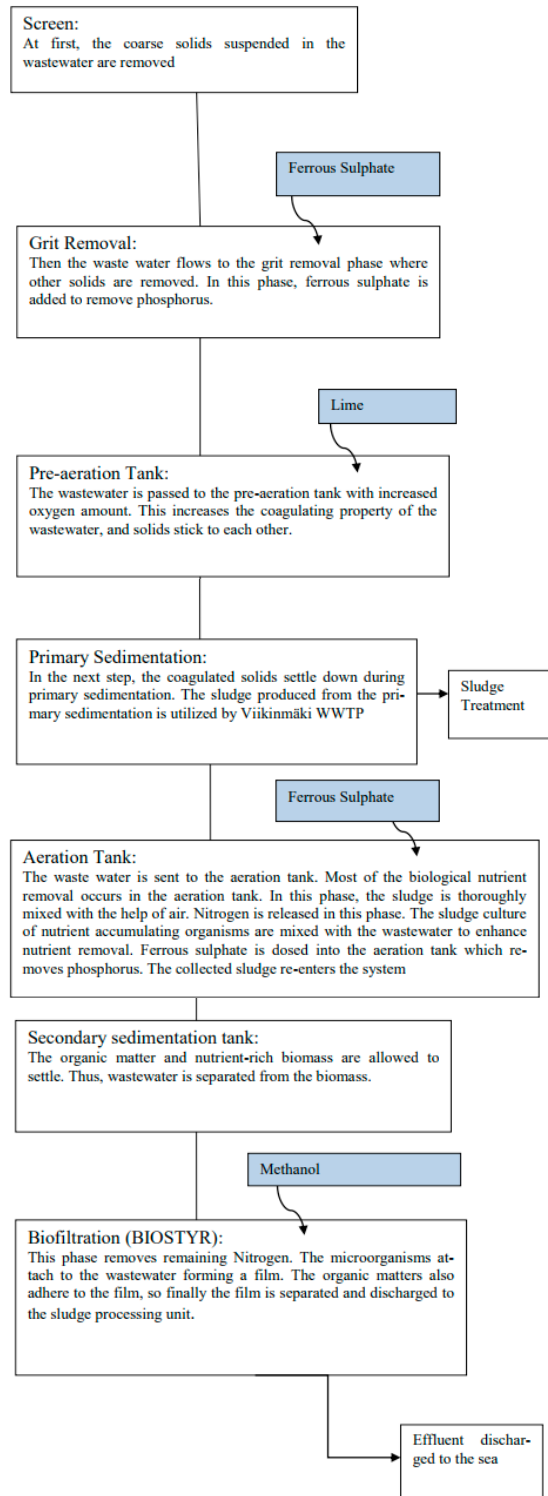 Screen:
At first, the coarse solids suspended in the
wastewater are removed
Ferrous Sulphate
Grit Removal:
Then the waste water flows to the grit removal phase where
other solids are removed. In this phase, ferrous sulphate is
added to remove phosphorus.
Lime
Pre-aeration Tank:
The wastewater is passed to the pre-aeration tank with increased
oxygen amount. This increases the coagulating property of the
wastewater, and solids stick to each other.
Primary Sedimentation:
In the next step, the coagulated solids settle down during
primary sedimentation. The sludge produced from the pri-
mary sedimentation is utilized by Viikinmäki WWTP
Sludge
Treatment
Ferrous Sulphate
Aeration Tank:
The waste water is sent to the aeration tank. Most of the biological nutrient
removal occurs in the aeration tank. In this phase, the sludge is thoroughly
mixed with the help of air. Nitrogen is released in this phase. The sludge culture
of nutrient accumulating organisms are mixed with the wastewater to enhance
nutrient removal. Ferrous sulphate is dosed into the aeration tank which re-
moves phosphorus. The collected sludge re-enters the system
Secondary sedimentation tank:
The organic matter and nutrient-rich biomass are allowed to
settle. Thus, wastewater is separated from the biomass.
Methanol
Biofiltration (BIOSTYR):
This phase removes remaining Nitrogen. The microorganisms at-
tach to the wastewater forming a film. The organic matters also
adhere to the film, so finally the film is separated and discharged to
the sludge processing unit.
Effluent dischar-
ged to the sea